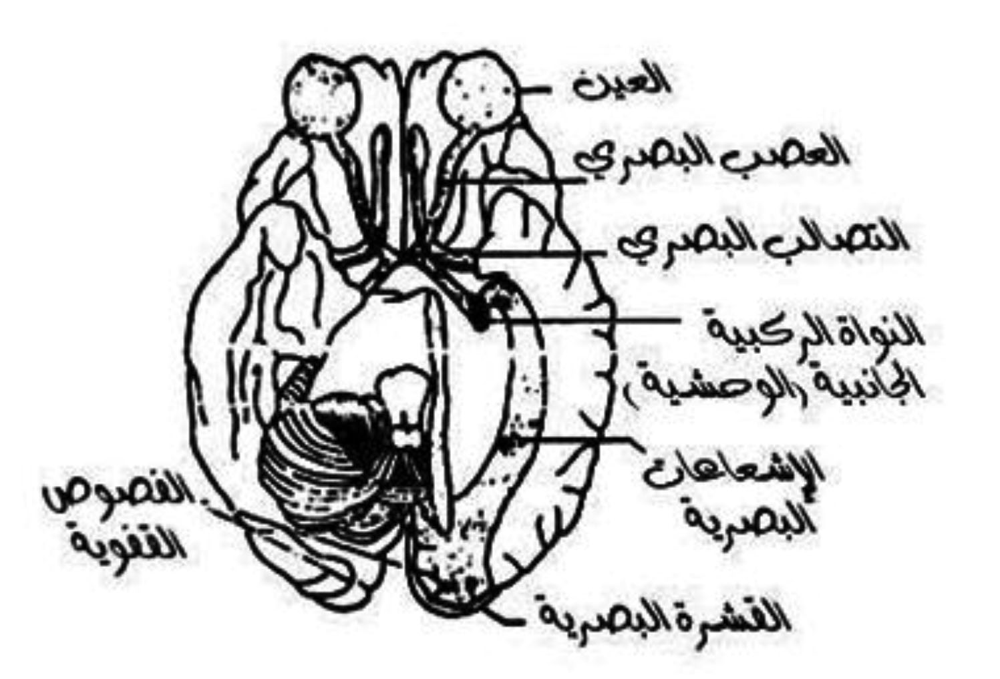 العين
العصب البصري
التصالب البصري
النواة الركبية
الجانبية (الوحشية)
الإشعاعات
البصرية
الفصوص
القفوية
القشرة البصرية